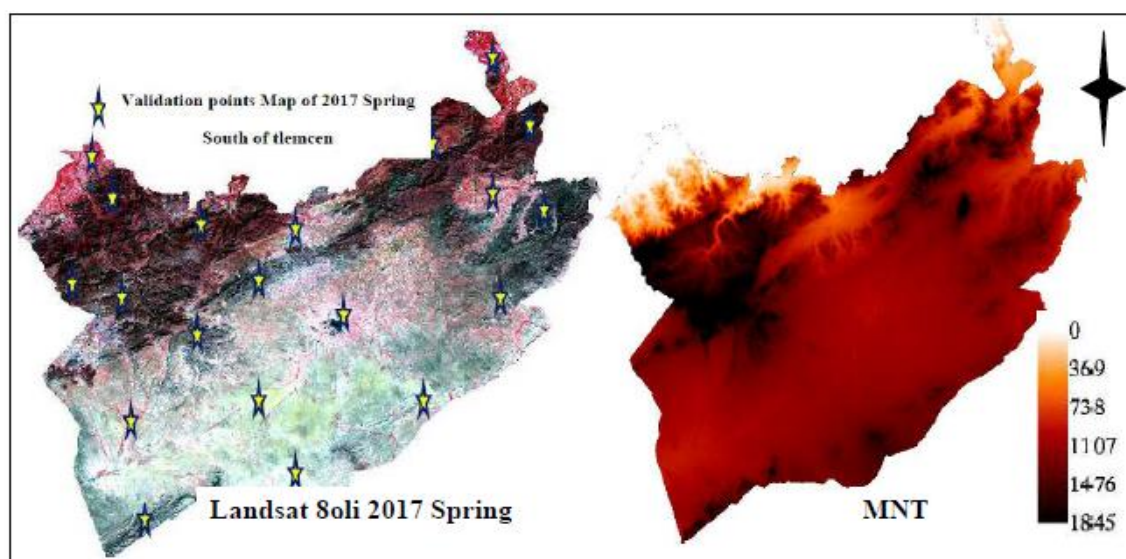 Validation points Map of 2017 Spring
South of tlemcen
Landsat 8oli 2017 Spring
MNT
0
369
738
1107
1476
1845